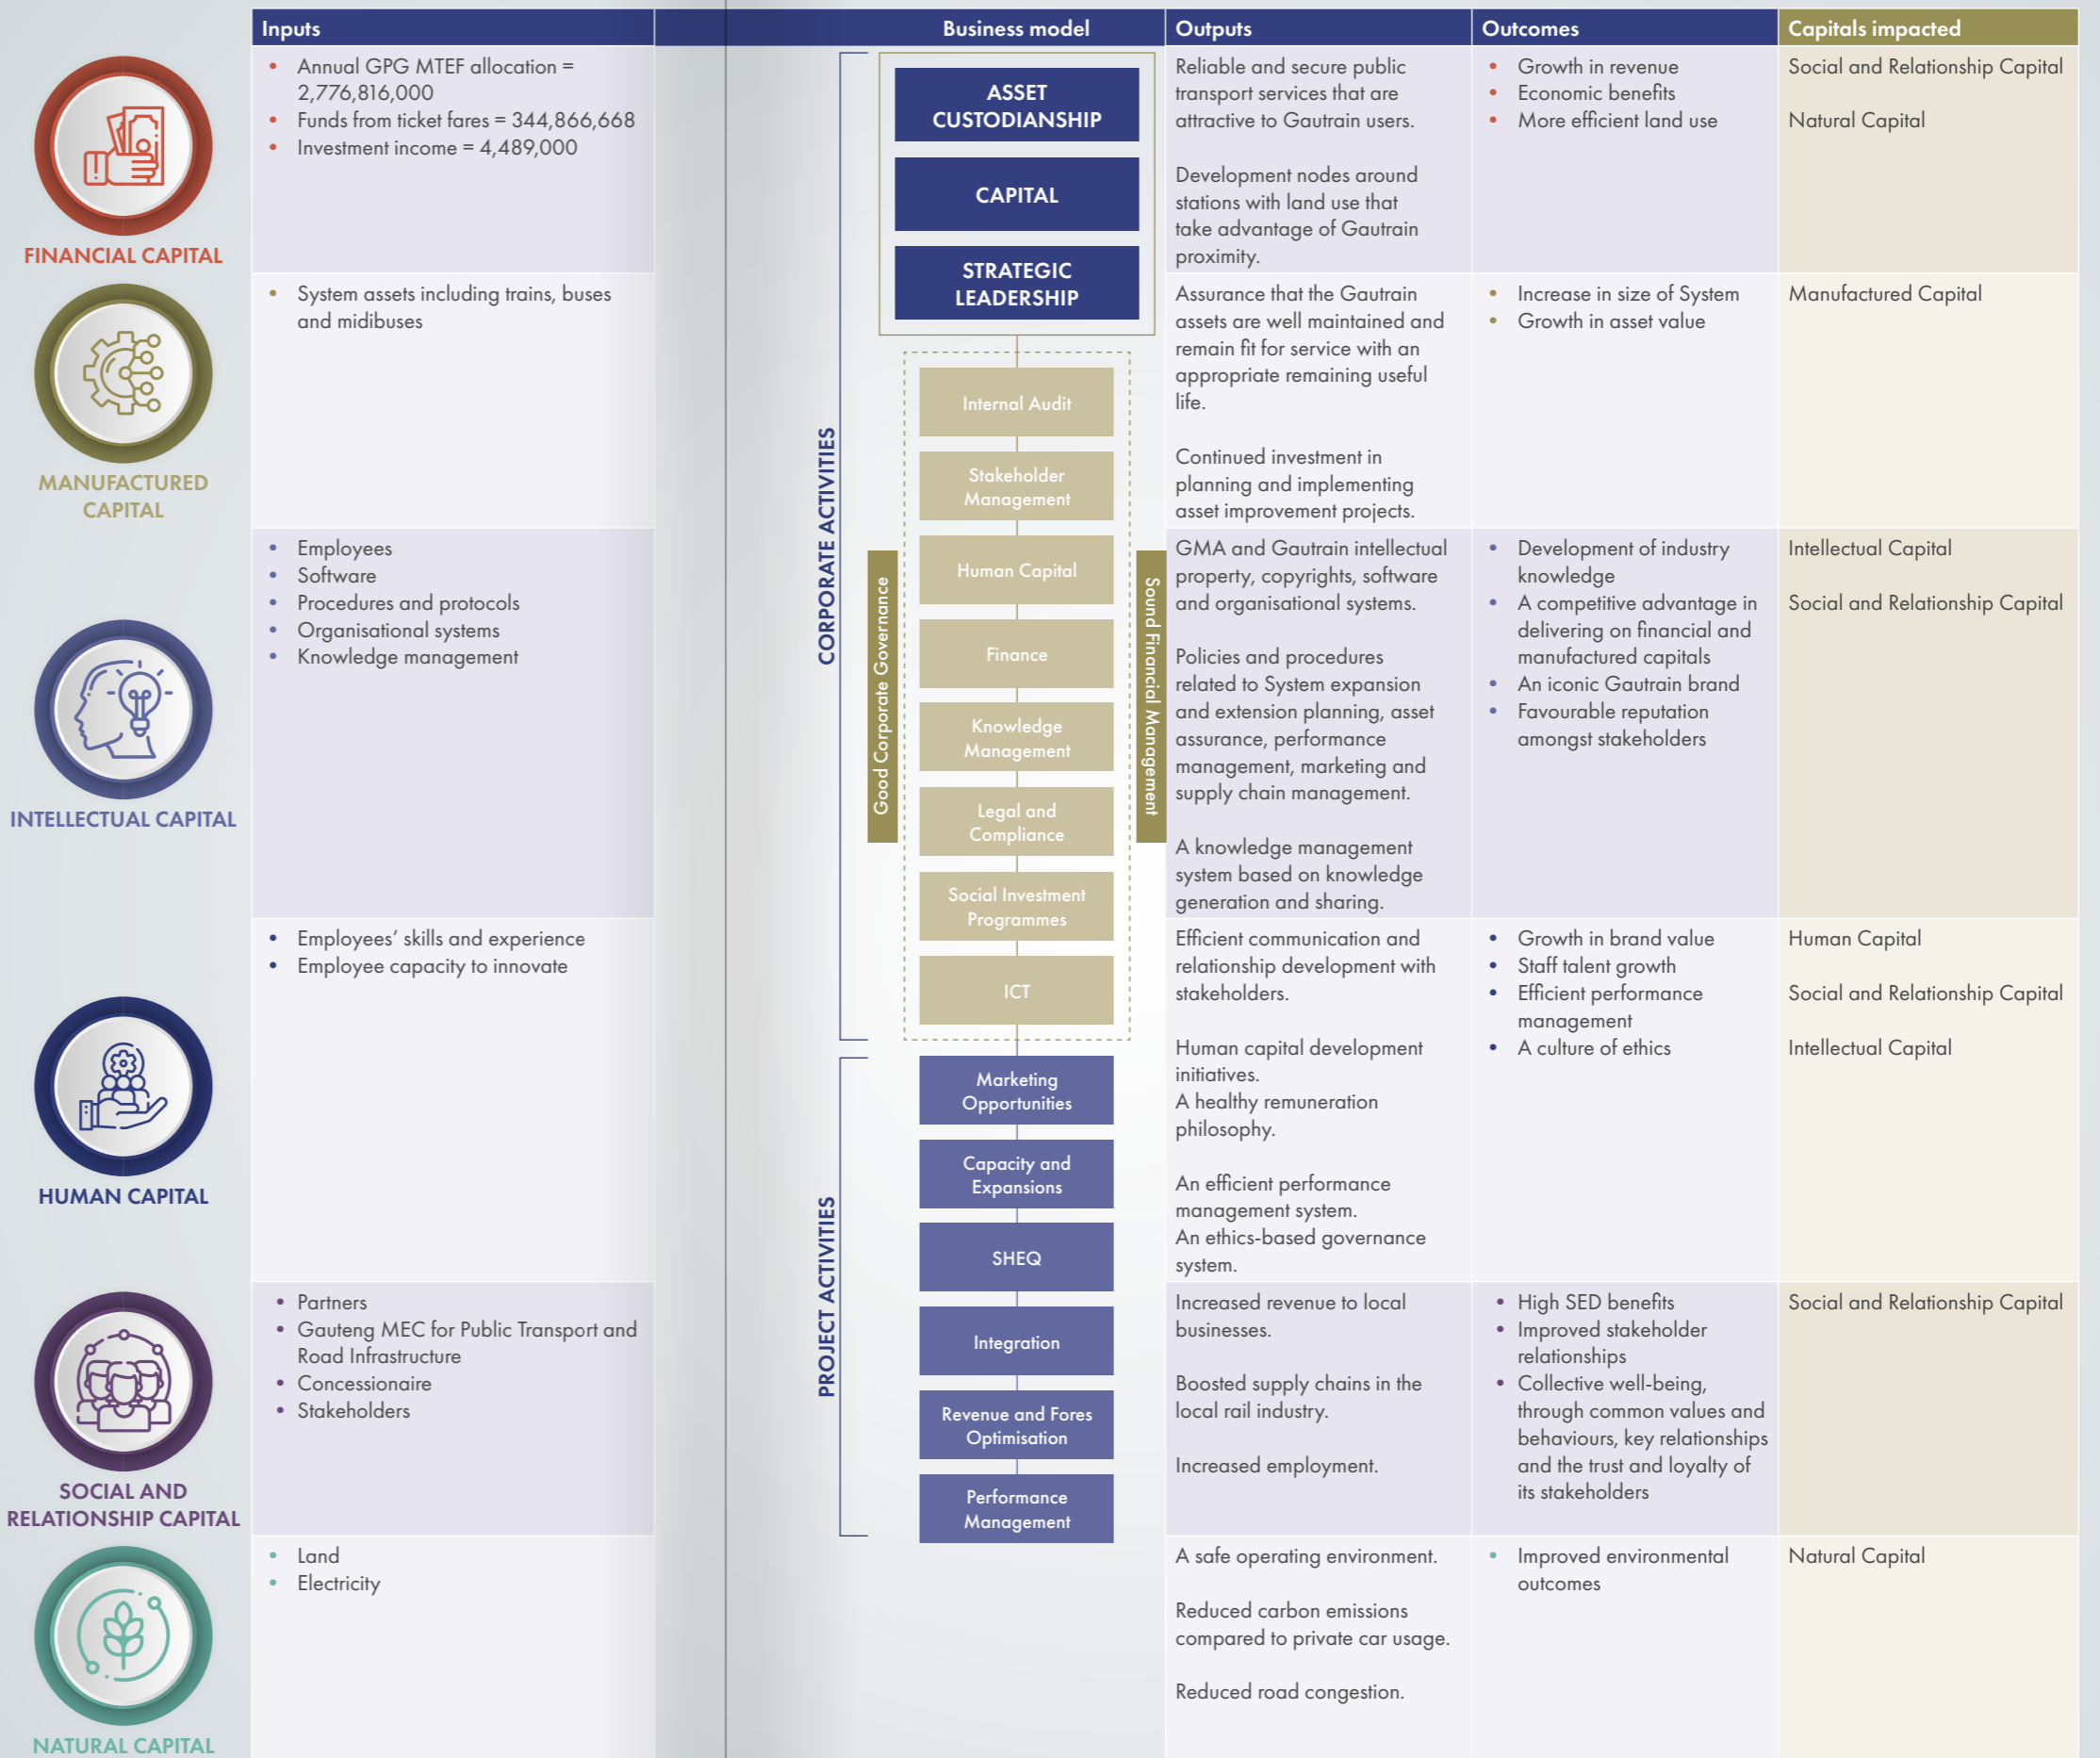 Inputs
Business model
Outputs
Outcomes
Capitals impacted
FINANCIAL CAPITAL
• Annual GPG MTEF allocation =
2,776,816,000
• Funds from ticket fares = 344,866,668
• Investment income = 4,489,000
Reliable and secure public
transport services that are
attractive to Gautrain users.
Development nodes around
stations with land use that
take advantage of Gautrain
proximity.
• Growth in revenue
• Economic benefits
• More efficient land use
Social and Relationship Capital
Natural Capital
MANUFACTURED
CAPITAL
• System assets including trains, buses
and midibuses
Assurance that the Gautrain
assets are well maintained and
remain fit for service with an
appropriate remaining useful
life.
Continued investment in
planning and implementing
asset improvement projects.
• Increase in size of System
• Growth in asset value
Manufactured Capital
INTELLECTUAL CAPITAL
• Employees
• Software
• Procedures and protocols
• Organisational systems
• Knowledge management
GMA and Gautrain intellectual
property, copyrights, software
and organisational systems.
Policies and procedures
related to System expansion
and extension planning, asset
assurance, performance
management, marketing and
supply chain management.
A knowledge management
system based on knowledge
generation and sharing.
• Development of industry
knowledge
• A competitive advantage in
delivering on financial and
manufactured capitals
• An iconic Gautrain brand
• Favourable reputation
amongst stakeholders
Intellectual Capital
Social and Relationship Capital
HUMAN CAPITAL
• Employees’ skills and experience
• Employee capacity to innovate
Efficient communication and
relationship development with
stakeholders.
Human capital development
initiatives.
A healthy remuneration
philosophy.
An efficient performance
management system.
An ethics-based governance
system.
• Growth in brand value
• Staff talent growth
• Efficient performance
management
• A culture of ethics
Human Capital
Social and Relationship Capital
Intellectual Capital
SOCIAL AND
RELATIONSHIP CAPITAL
• Partners
• Gauteng MEC for Public Transport and
Road Infrastructure
• Concessionaire
• Stakeholders
Increased revenue to local
businesses.
Boosted supply chains in the
local rail industry.
Increased employment.
• High SED benefits
• Improved stakeholder
relationships
• Collective well-being,
through common values and
behaviours, key relationships
and the trust and loyalty of
its stakeholders
Social and Relationship Capital
NATURAL CAPITAL
• Land
• Electricity
A safe operating environment.
Reduced carbon emissions
compared to private car usage.
Reduced road congestion.
• Improved environmental
outcomes
Natural Capital
CORPORATE ACTIVITIES
ASSET
CUSTODIANSHIP
CAPITAL
STRATEGIC
LEADERSHIP
Good Corporate Governance
Sound Financial Management
Internal Audit
Stakeholder
Management
Human Capital
Finance
Knowledge
Management
Legal and
Compliance
Social Investment
Programmes
ICT
PROJECT ACTIVITIES
Marketing
Opportunities
Capacity and
Expansions
SHEQ
Integration
Revenue and Fores
Optimisation
Performance
Management